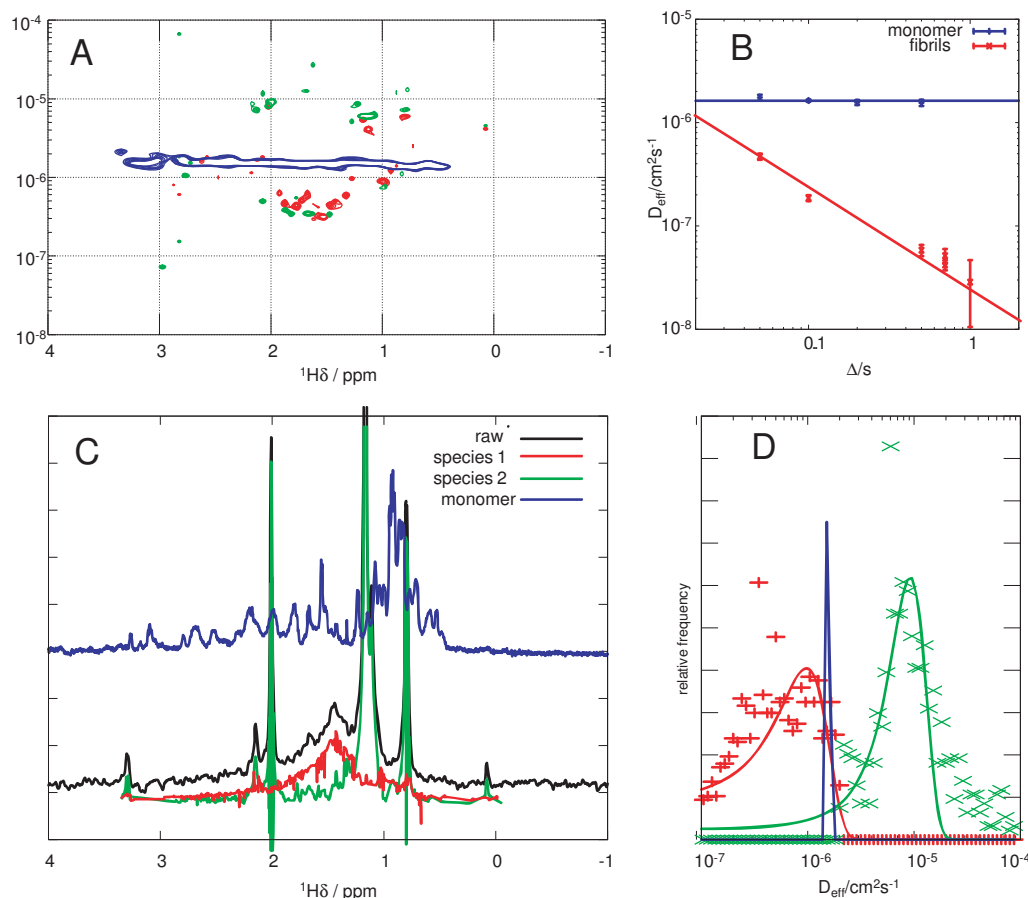 A
10⁻⁴
10⁻⁵
10⁻⁶
10⁻⁷
10⁻⁸
4 3 2 1 0 -1
¹Hδ / ppm
B
monomer
fibrils
10⁻⁵
10⁻⁶
10⁻⁷
10⁻⁸
D_eff/cm²s⁻¹
0.1 1
Δ/s
C
raw
species 1
species 2
monomer
4 3 2 1 0 -1
¹Hδ / ppm
D
relative frequency
10⁻⁷ 10⁻⁶ 10⁻⁵ 10⁻⁴
D_eff/cm²s⁻¹